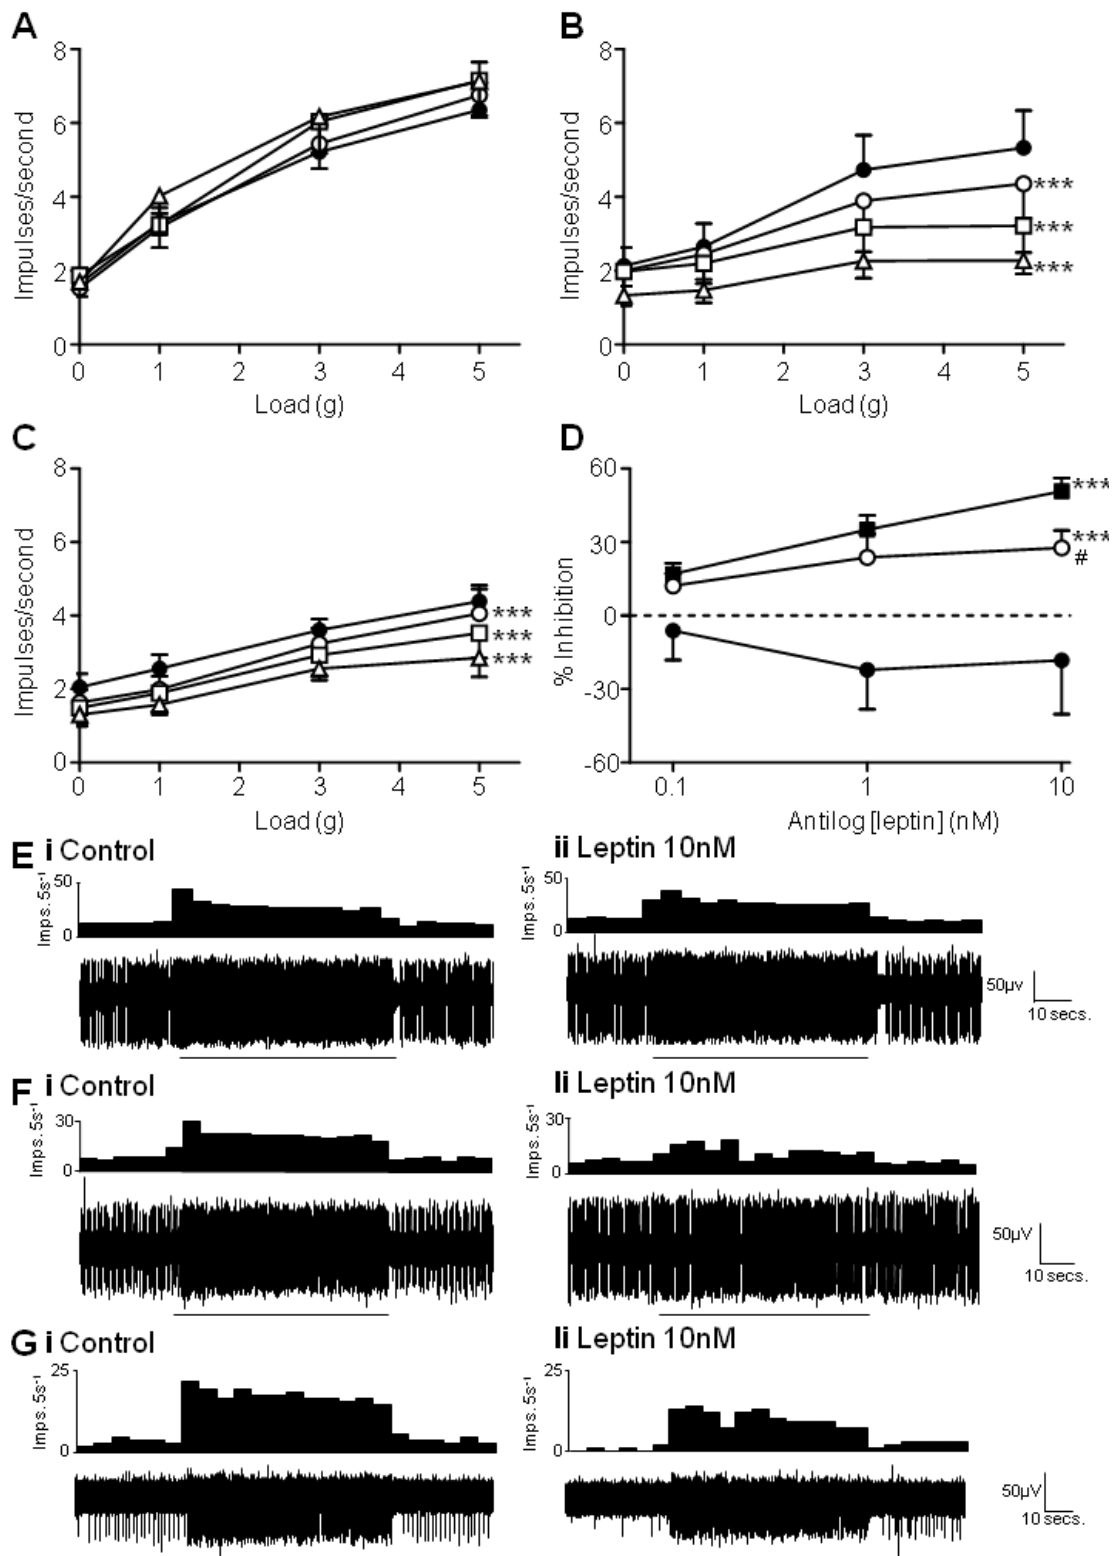 A
B
8
6
4
2
0
Impulses/second
0 1 2 3 4 5
Load (g)
8
6
4
2
0
Impulses/second
***
***
***
0 1 2 3 4 5
Load (g)
C
D
8
6
4
2
0
Impulses/second
***
***
***
0 1 2 3 4 5
Load (g)
60
30
0
-30
-60
% Inhibition
***
***
#
0.1 1 10
Antilog [leptin] (nM)
E i Control
ii Leptin 10nM
50
0
Imps. 5s⁻¹
50
0
Imps. 5s⁻¹
50µv
10 secs.
F i Control
Ii Leptin 10nM
30
0
Imps. 5s⁻¹
30
0
Imps. 5s⁻¹
50µV
10 secs.
G i Control
Ii Leptin 10nM
25
0
Imps. 5s⁻¹
25
0
Imps. 5s⁻¹
50µV
10 secs.